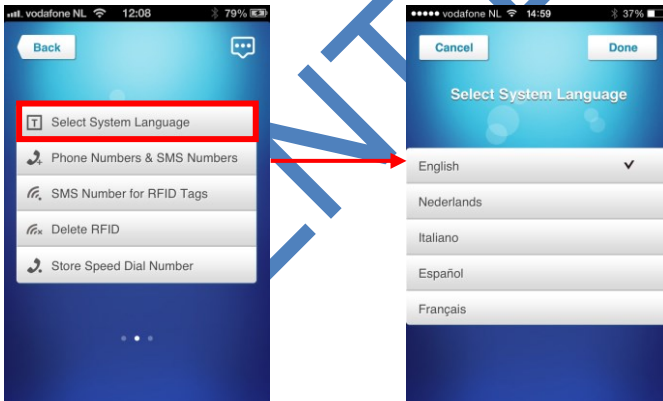 vodafone NL 12:08 79%
Back
Select System Language
Phone Numbers & SMS Numbers
SMS Number for RFID Tags
Delete RFID
Store Speed Dial Number
vodafone NL 14:59 37%
Cancel Done
Select System Language
English
Nederlands
Italiano
Español
Français